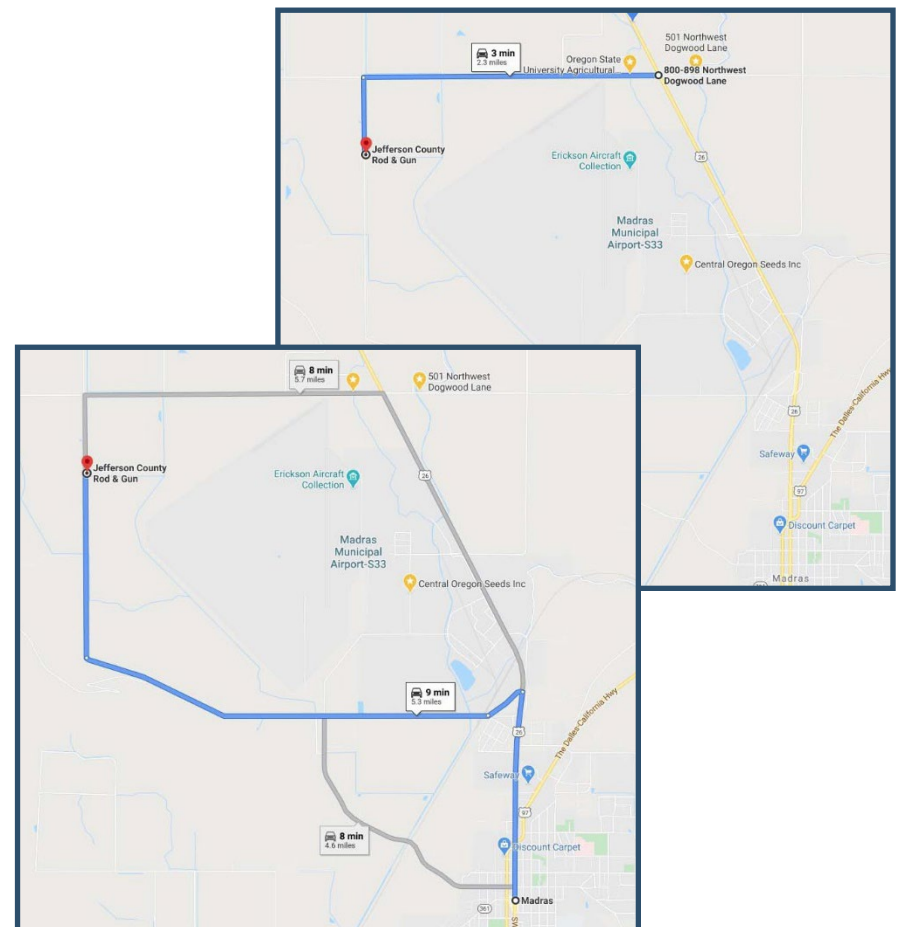 3 min
2.3 miles
501 Northwest
Dogwood Lane
Oregon State
University Agricultural...
800-898 Northwest
Dogwood Lane
Jefferson County
Rod & Gun
26
Erickson Aircraft
Collection
Madras
Municipal
Airport-S33
Central Oregon Seeds Inc
26
The Dalles-California Hwy
Safeway
97
Discount Carpet
Madras
8 min
5.7 miles
501 Northwest
Dogwood Lane
Jefferson County
Rod & Gun
26
Erickson Aircraft
Collection
Madras
Municipal
Airport-S33
Central Oregon Seeds Inc
9 min
5.3 miles
26
The Dalles-California Hwy
Safeway
97
8 min
4.6 miles
Discount Carpet
Madras
361
SW